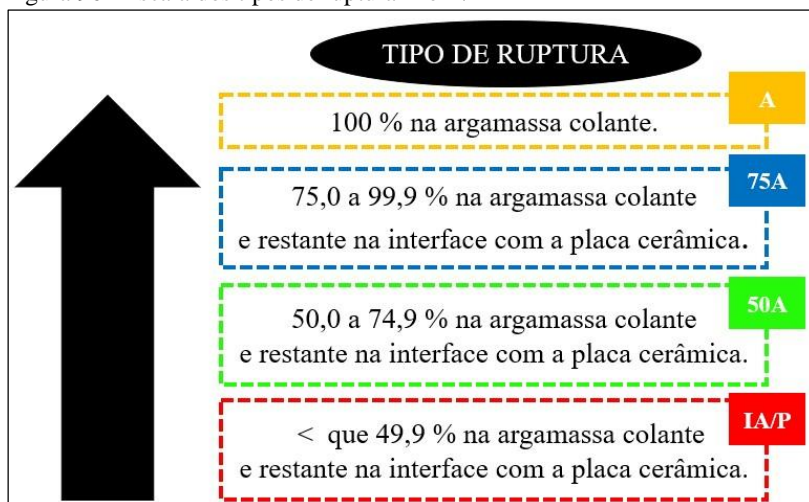 TIPO DE RUPTURA
A
100 % na argamassa colante.
75A
75,0 a 99,9 % na argamassa colante
e restante na interface com a placa cerâmica.
50A
50,0 a 74,9 % na argamassa colante
e restante na interface com a placa cerâmica.
IA/P
< que 49,9 % na argamassa colante
e restante na interface com a placa cerâmica.